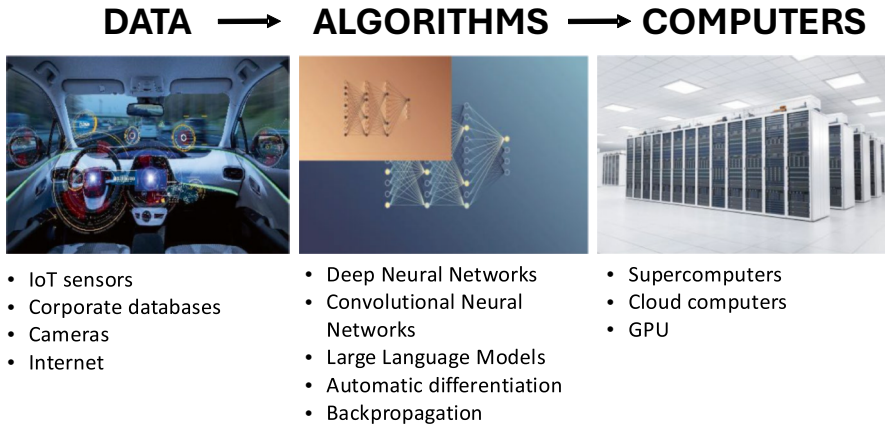 DATA → ALGORITHMS → COMPUTERS
• IoT sensors
• Corporate databases
• Cameras
• Internet
• Deep Neural Networks
• Convolutional Neural
Networks
• Large Language Models
• Automatic differentiation
• Backpropagation
• Supercomputers
• Cloud computers
• GPU